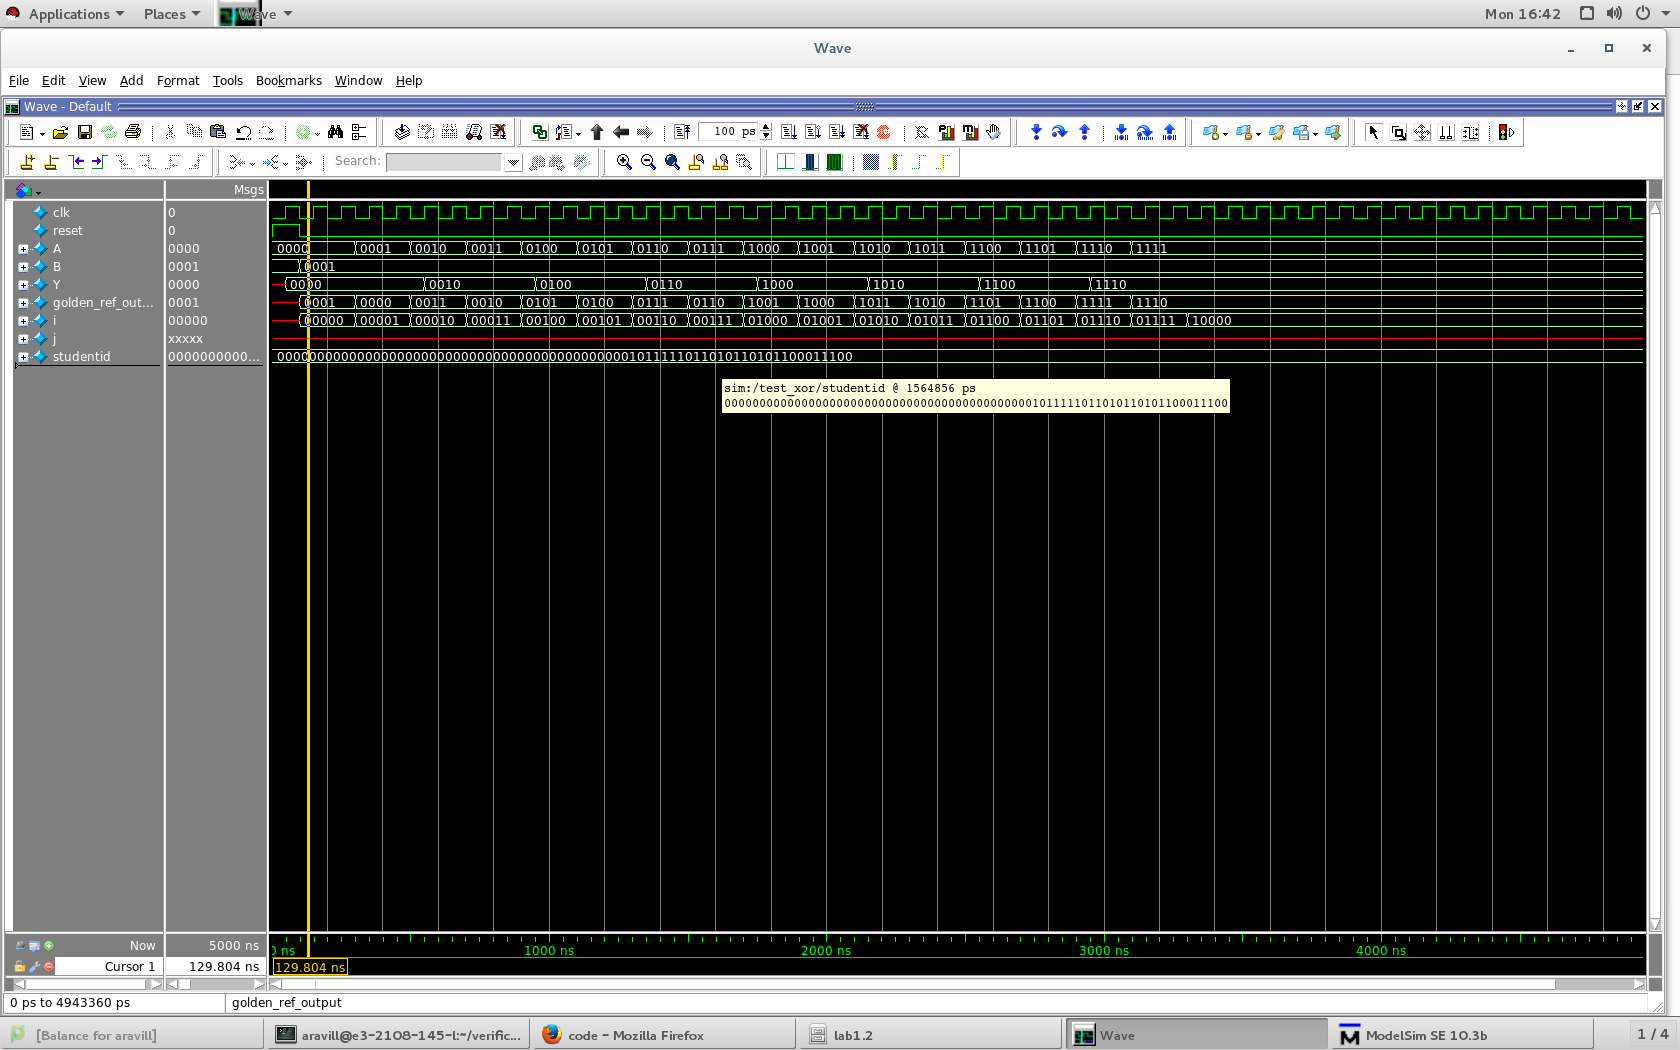 Applications Places Wave Mon 16:42
Wave
File Edit View Add Format Tools Bookmarks Window Help
Wave - Default
100 ps
Search:
Msgs
clk 0
reset 0
A 0000 0000 0001 0010 0011 0100 0101 0110 0111 1000 1001 1010 1011 1100 1101 1110 1111
B 0001 0001
Y 0000 0000 0010 0100 0110 1000 1010 1100 1110
golden_ref_out... 0001 0001 0000 0011 0010 0101 0100 0111 0110 1001 1000 1011 1010 1101 1100 1111 1110
i 00000 00000 00001 00010 00011 00100 00101 00110 00111 01000 01001 01010 01011 01100 01101 01110 01111 10000
j xxxxx
studentid 0000000000...
sim:/test_xor/studentid @ 1564856 ps
Now 5000 ns 0 ns 1000 ns 2000 ns 3000 ns 4000 ns
Cursor 1 129.804 ns 129.804 ns
0 ps to 4943360 ps golden_ref_output
[Balance for aravill] aravill@e3-2108-145-l:~/verific... code - Mozilla Firefox lab1.2 Wave ModelSim SE 10.3b 1 / 4